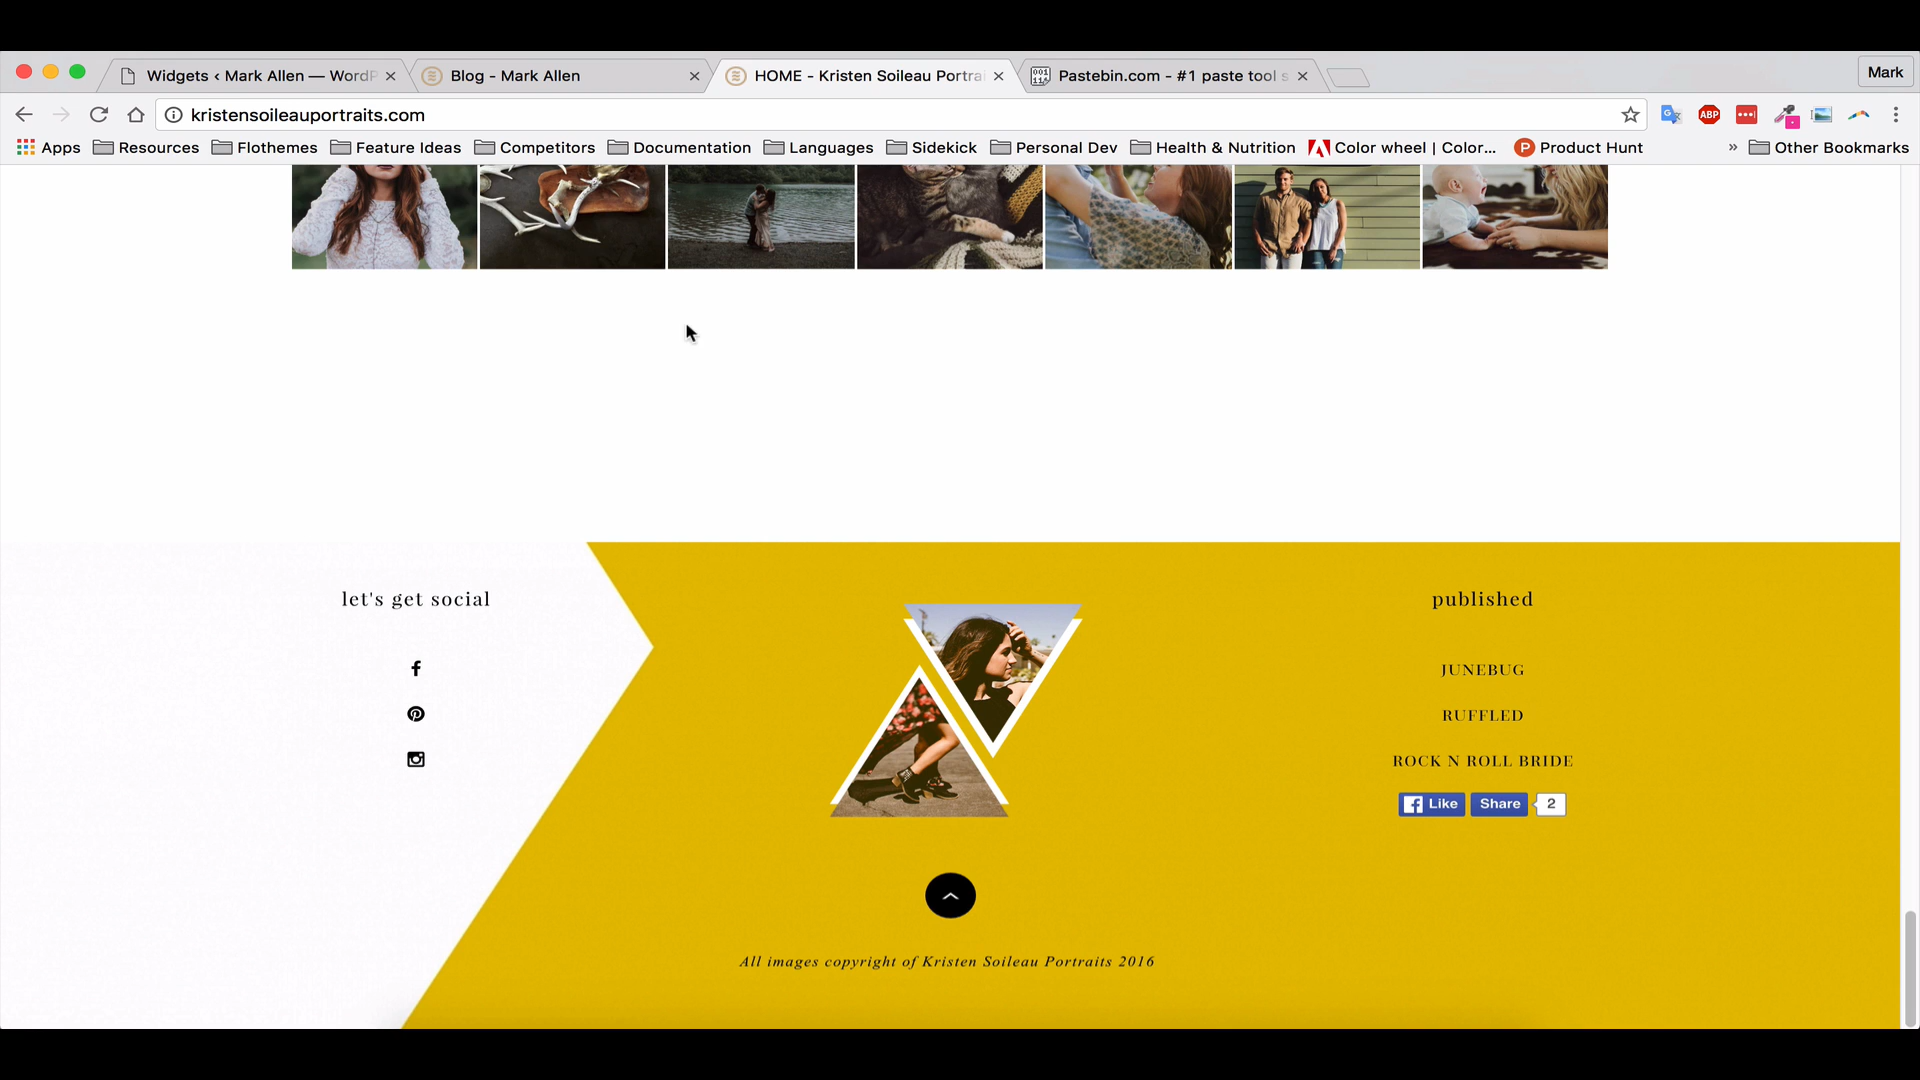 Widgets ‹ Mark Allen — WordP
Blog - Mark Allen
HOME - Kristen Soileau Portrai
Pastebin.com - #1 paste tool s
Mark
kristensoileauportraits.com
ABP
Apps
Resources
Flothemes
Feature Ideas
Competitors
Documentation
Languages
Sidekick
Personal Dev
Health & Nutrition
Color wheel | Color...
Product Hunt
» Other Bookmarks
let's get social
published
JUNEBUG
RUFFLED
ROCK N ROLL BRIDE
Like Share 2
All images copyright of Kristen Soileau Portraits 2016